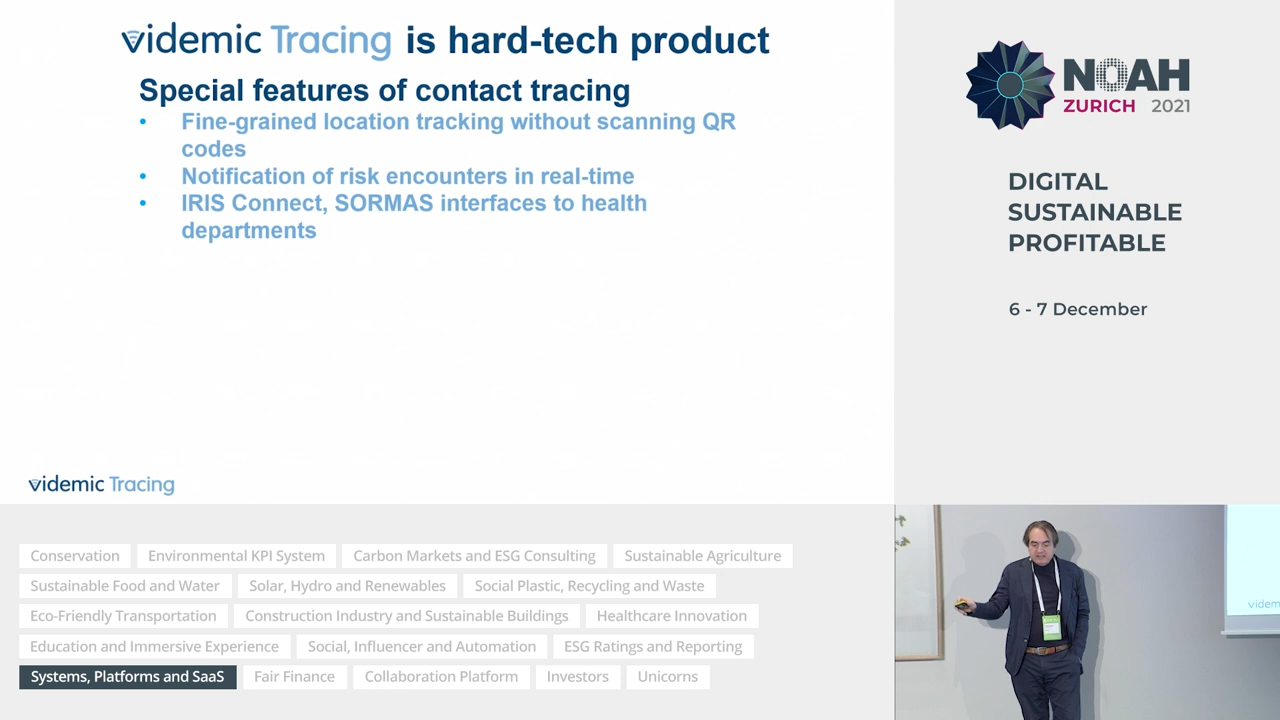 videmic Tracing is hard-tech product
Special features of contact tracing
• Fine-grained location tracking without scanning QR
codes
• Notification of risk encounters in real-time
• IRIS Connect, SORMAS interfaces to health
departments
videmic Tracing
NOAH
ZURICH 2021
DIGITAL
SUSTAINABLE
PROFITABLE
6 - 7 December
Conservation Environmental KPI System Carbon Markets and ESG Consulting Sustainable Agriculture
Sustainable Food and Water Solar, Hydro and Renewables Social Plastic, Recycling and Waste
Eco-Friendly Transportation Construction Industry and Sustainable Buildings Healthcare Innovation
Education and Immersive Experience Social, Influencer and Automation ESG Ratings and Reporting
Systems, Platforms and SaaS Fair Finance Collaboration Platform Investors Unicorns
videm